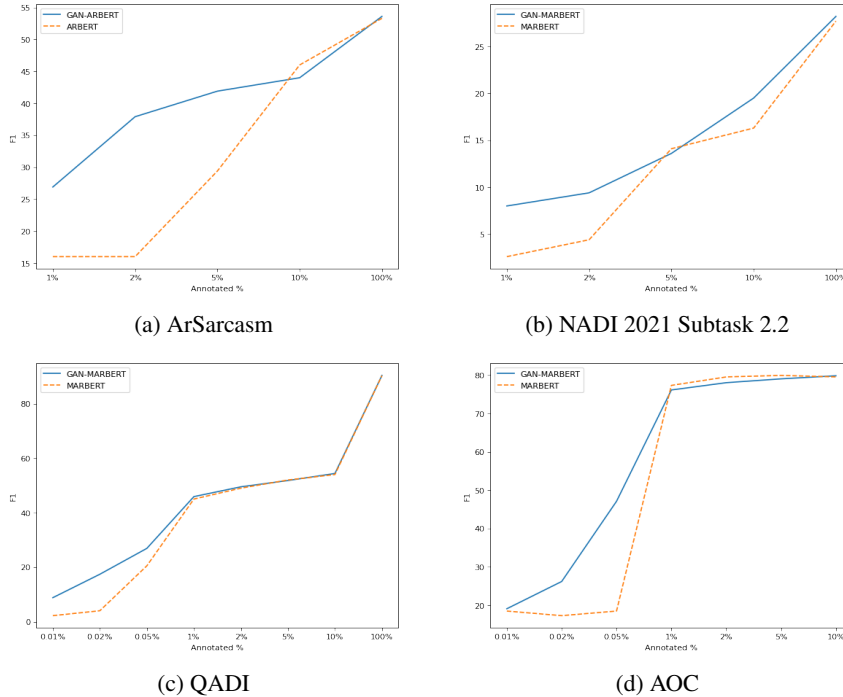 GAN-ARBERT
ARBERT
55
50
45
40
35
30
25
20
15
F1
1% 2% 5% 10% 100%
Annotated %
(a) ArSarcasm
GAN-MARBERT
MARBERT
25
20
15
10
5
F1
1% 2% 5% 10% 100%
Annotated %
(b) NADI 2021 Subtask 2.2
GAN-MARBERT
MARBERT
80
60
40
20
0
F1
0.01% 0.02% 0.05% 1% 2% 5% 10% 100%
Annotated %
(c) QADI
GAN-MARBERT
MARBERT
80
70
60
50
40
30
20
F1
0.01% 0.02% 0.05% 1% 2% 5% 10%
Annotated %
(d) AOC